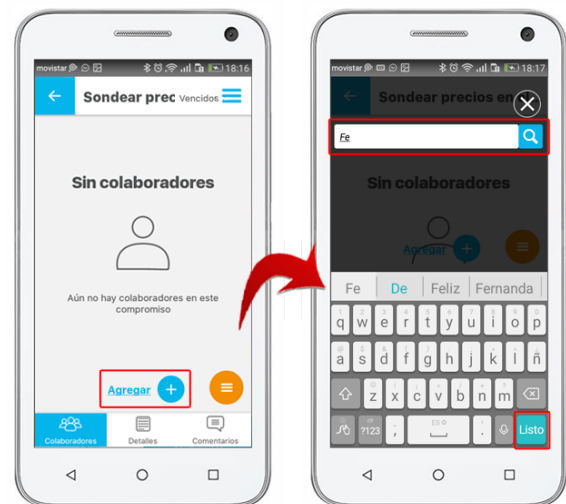 movistar 18:16
Sondear prec Vencidos
Sin colaboradores
Aún no hay colaboradores en este
compromiso
Agregar +
Colaboradores Detalles Comentarios
movistar 18:17
Sondear precios en el
Fe
Sin colaboradores
Agregar +
Fe De Feliz Fernanda
q w e r t y u i o p
a s d f g h j k l ñ
z x c v b n m
?123 , ES . Listo